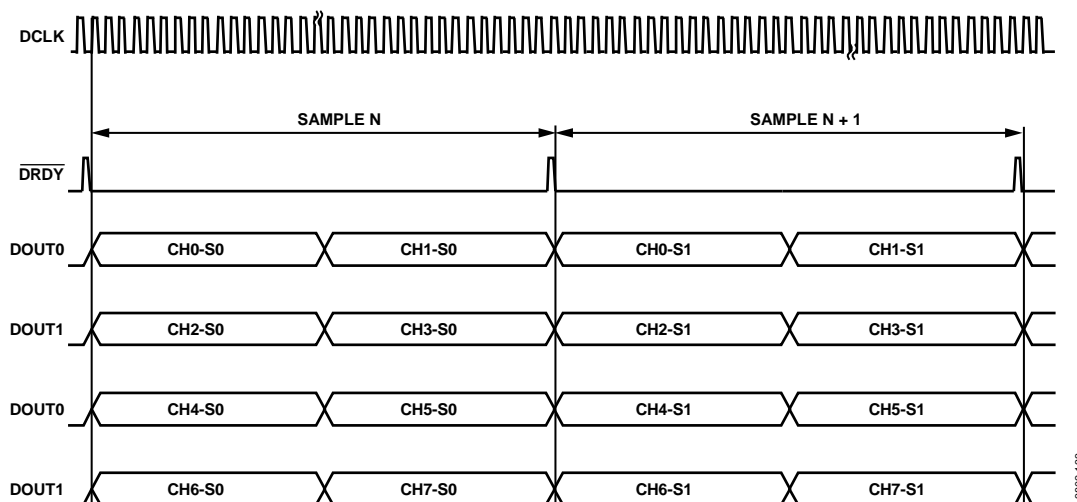 DCLK
SAMPLE N SAMPLE N + 1
DRDY
DOUT0 CH0-S0 CH1-S0 CH0-S1 CH1-S1
DOUT1 CH2-S0 CH3-S0 CH2-S1 CH3-S1
DOUT0 CH4-S0 CH5-S0 CH4-S1 CH5-S1
DOUT1 CH6-S0 CH7-S0 CH6-S1 CH7-S1